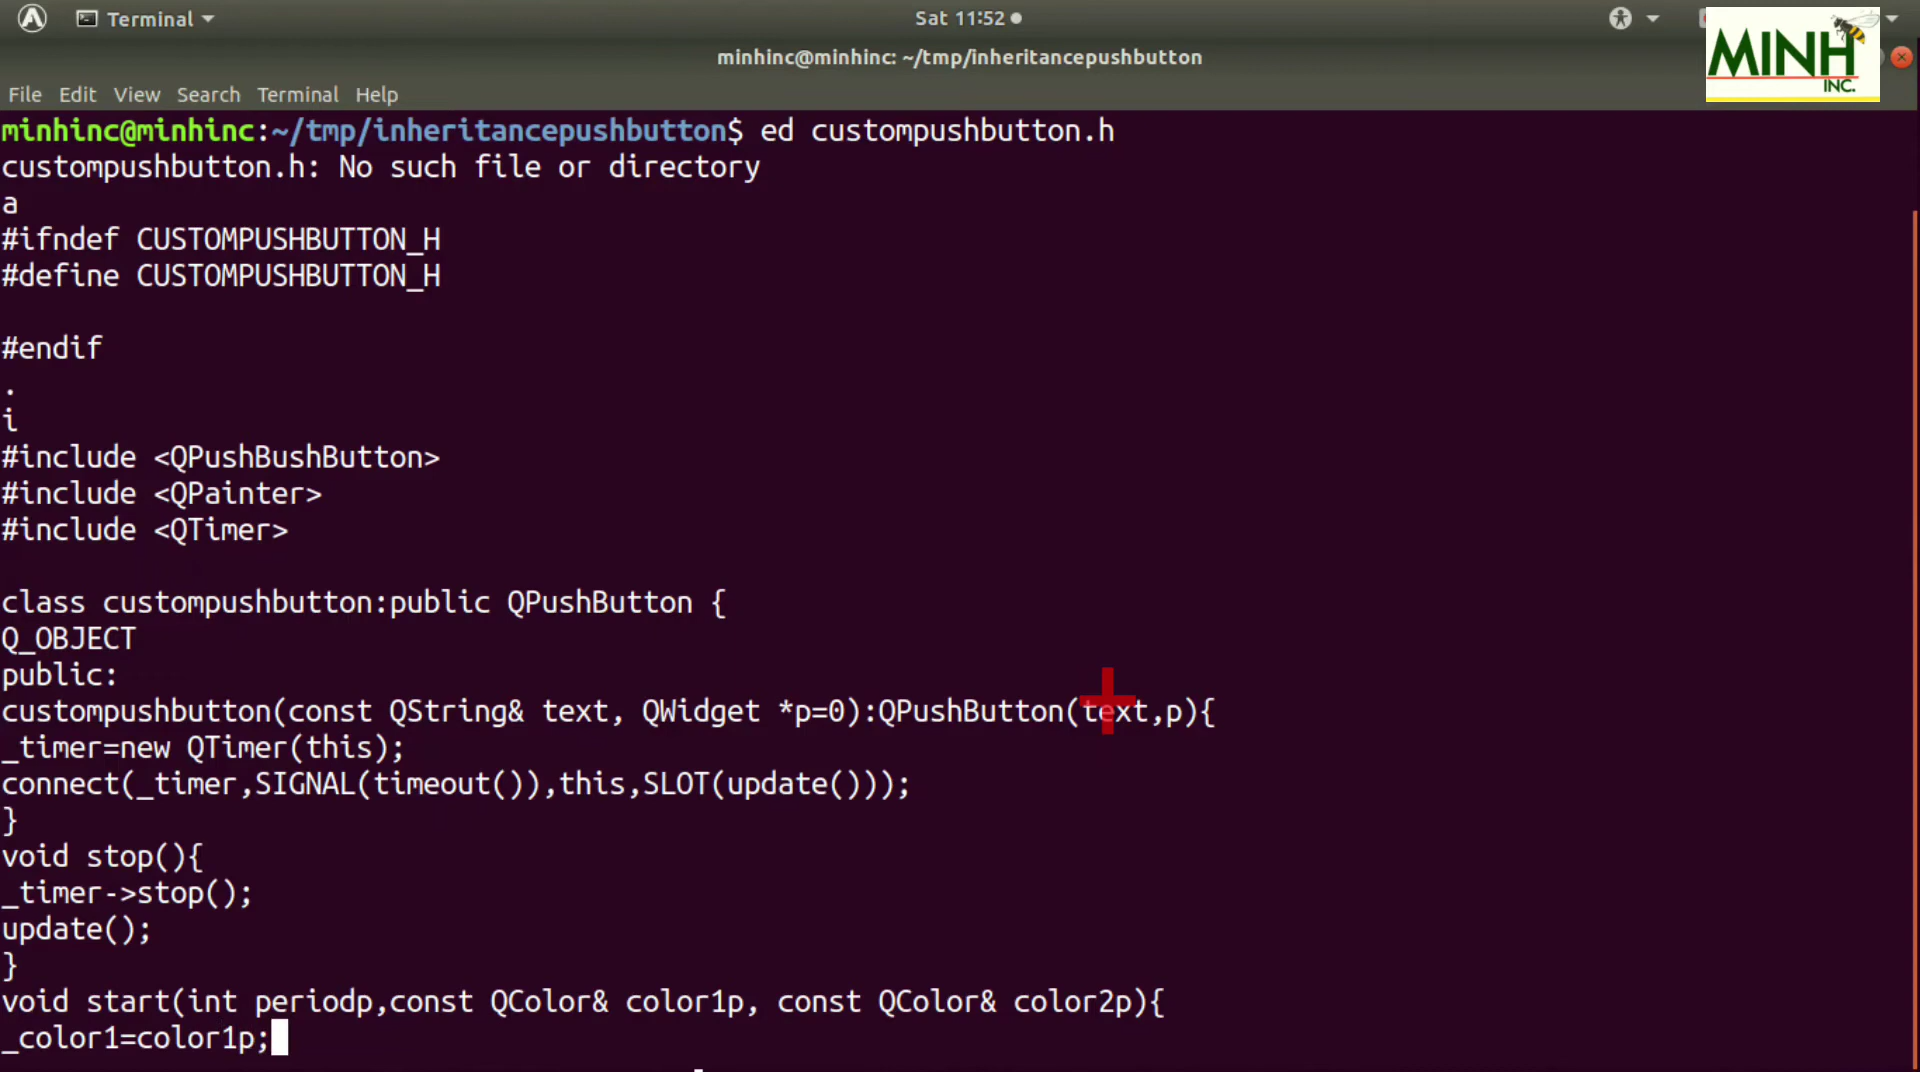 Terminal
Sat 11:52
MINH
INC.
minhinc@minhinc: ~/tmp/inheritancepushbutton
File Edit View Search Terminal Help
minhinc@minhinc:~/tmp/inheritancepushbutton$ ed custompushbutton.h
custompushbutton.h: No such file or directory
a
#ifndef CUSTOMPUSHBUTTON_H
#define CUSTOMPUSHBUTTON_H
#endif
.
i
#include <QPushBushButton>
#include <QPainter>
#include <QTimer>
class custompushbutton:public QPushButton {
Q_OBJECT
public:
custompushbutton(const QString& text, QWidget *p=0):QPushButton(text,p){
_timer=new QTimer(this);
connect(_timer,SIGNAL(timeout()),this,SLOT(update()));
}
void stop(){
_timer->stop();
update();
}
void start(int periodp,const QColor& color1p, const QColor& color2p){
_color1=color1p;